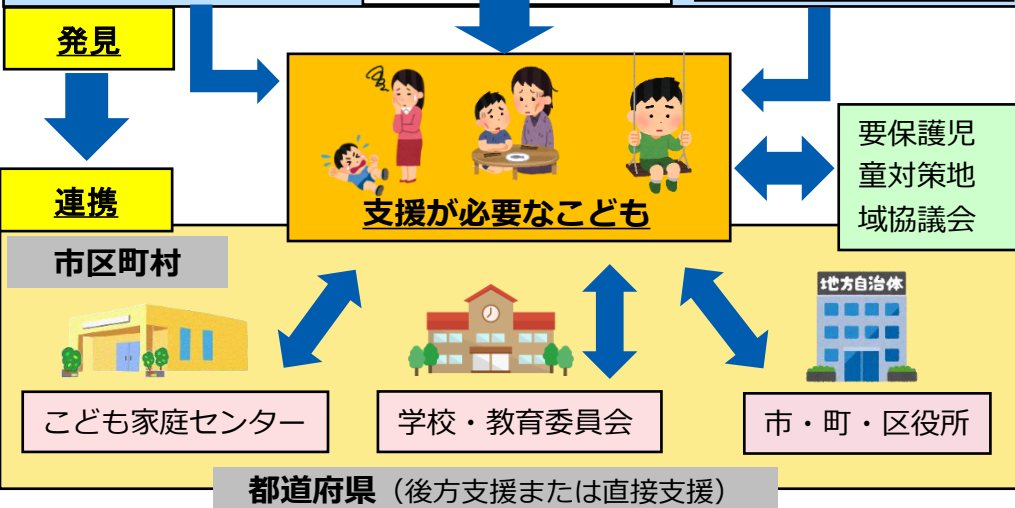 発見
連携
支援が必要なこども
要保護児
童対策地
域協議会
市区町村
地方自治体
こども家庭センター
学校・教育委員会
市・町・区役所
都道府県（後方支援または直接支援）